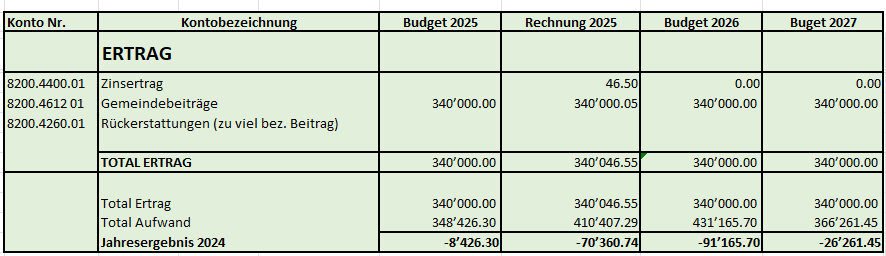 Konto Nr. Kontobezeichnung Budget 2025 Rechnung 2025 Budget 2026 Buget 2027
ERTRAG
8200.4400.01 Zinsertrag 46.50 0.00 0.00
8200.4612 01 Gemeindebeiträge 340’000.00 340’000.05 340’000.00 340’000.00
8200.4260.01 Rückerstattungen (zu viel bez. Beitrag)
TOTAL ERTRAG 340’000.00 340’046.55 340’000.00 340’000.00
Total Ertrag 340’000.00 340’046.55 340’000.00 340’000.00
Total Aufwand 348’426.30 410’407.29 431’165.70 366’261.45
Jahresergebnis 2024 -8’426.30 -70’360.74 -91’165.70 -26’261.45